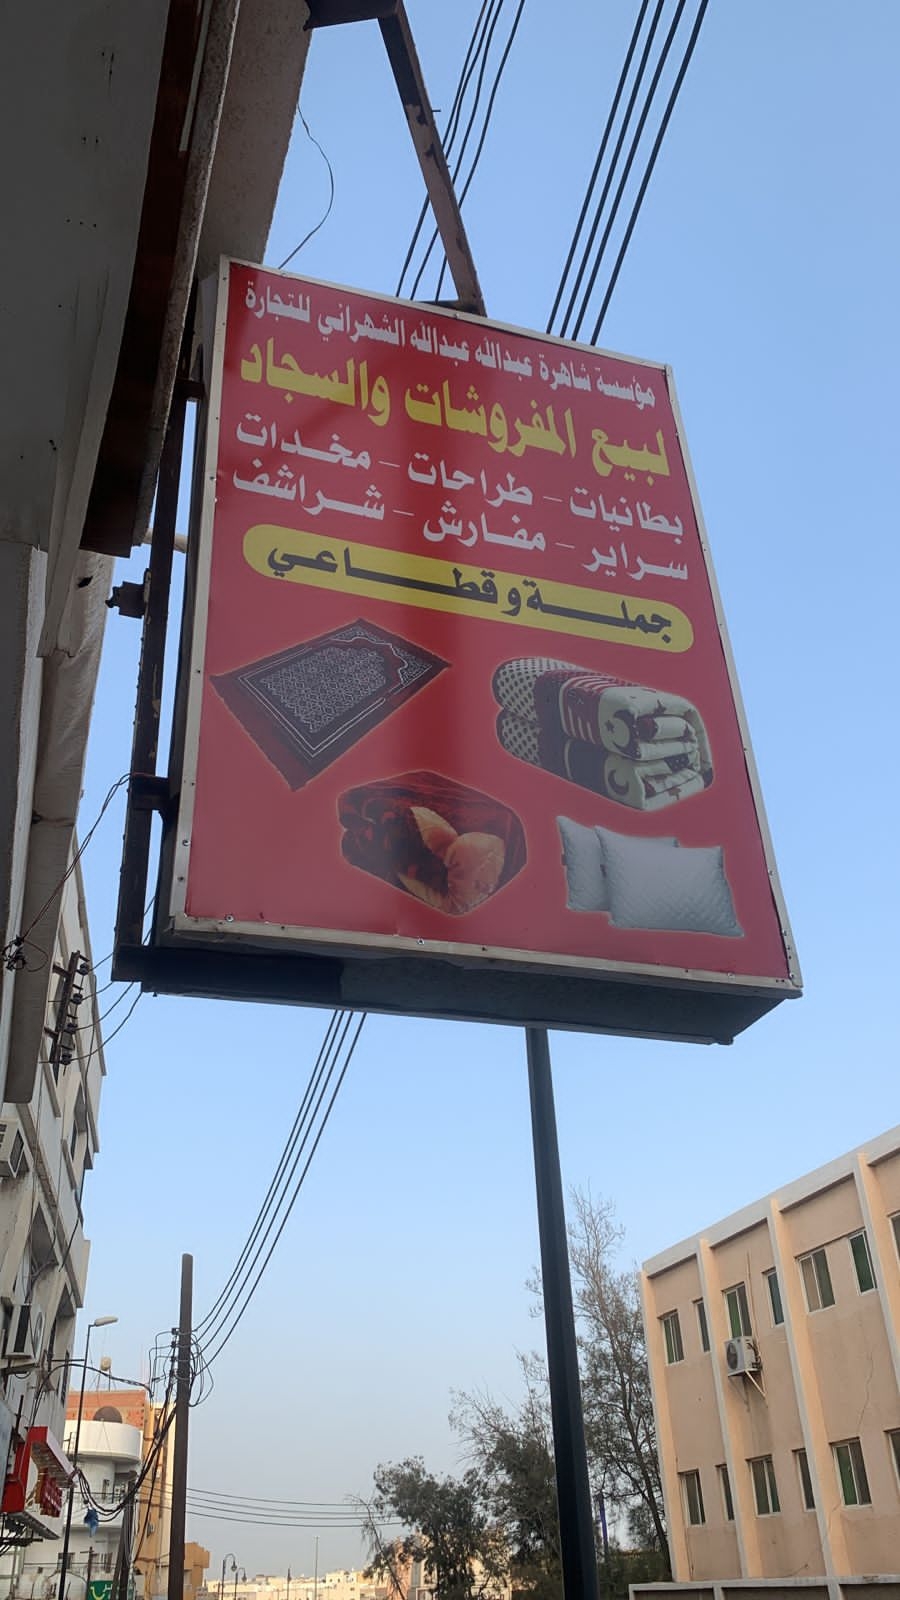 مؤسسة شاهرة عبدالله عبدالله الشهراني للتجارة
لبيع المفروشات والسجاد
بطانيات - طراحات - مخدات
سراير - مفارش - شراشف
جملة وقطاعي